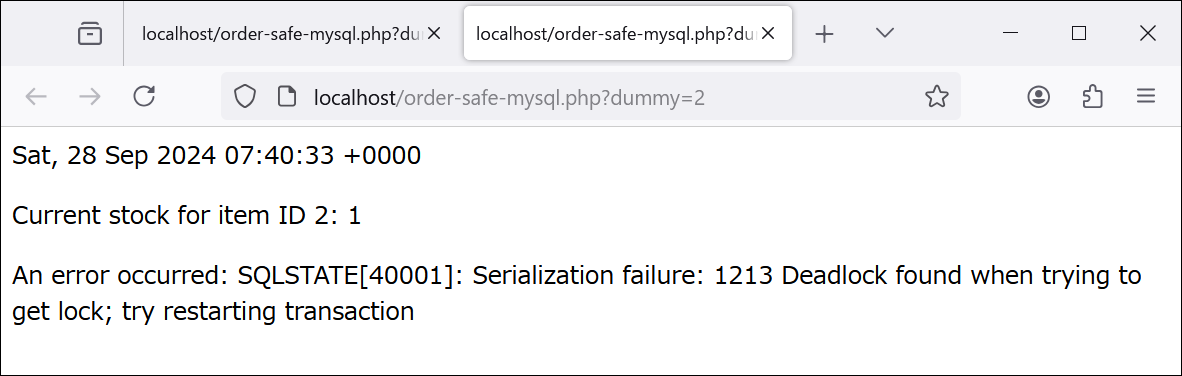 localhost/order-safe-mysql.php?du
localhost/order-safe-mysql.php?du
localhost/order-safe-mysql.php?dummy=2
Sat, 28 Sep 2024 07:40:33 +0000
Current stock for item ID 2: 1
An error occurred: SQLSTATE[40001]: Serialization failure: 1213 Deadlock found when trying to
get lock; try restarting transaction